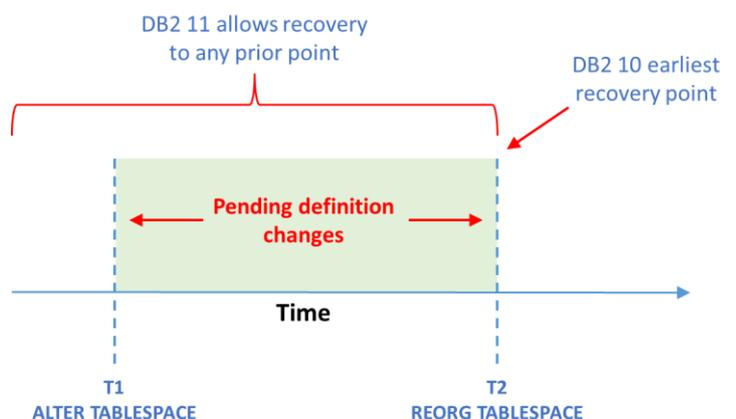 DB2 11 allows recovery
to any prior point
DB2 10 earliest
recovery point
Pending definition
changes
Time
T1
ALTER TABLESPACE
T2
REORG TABLESPACE